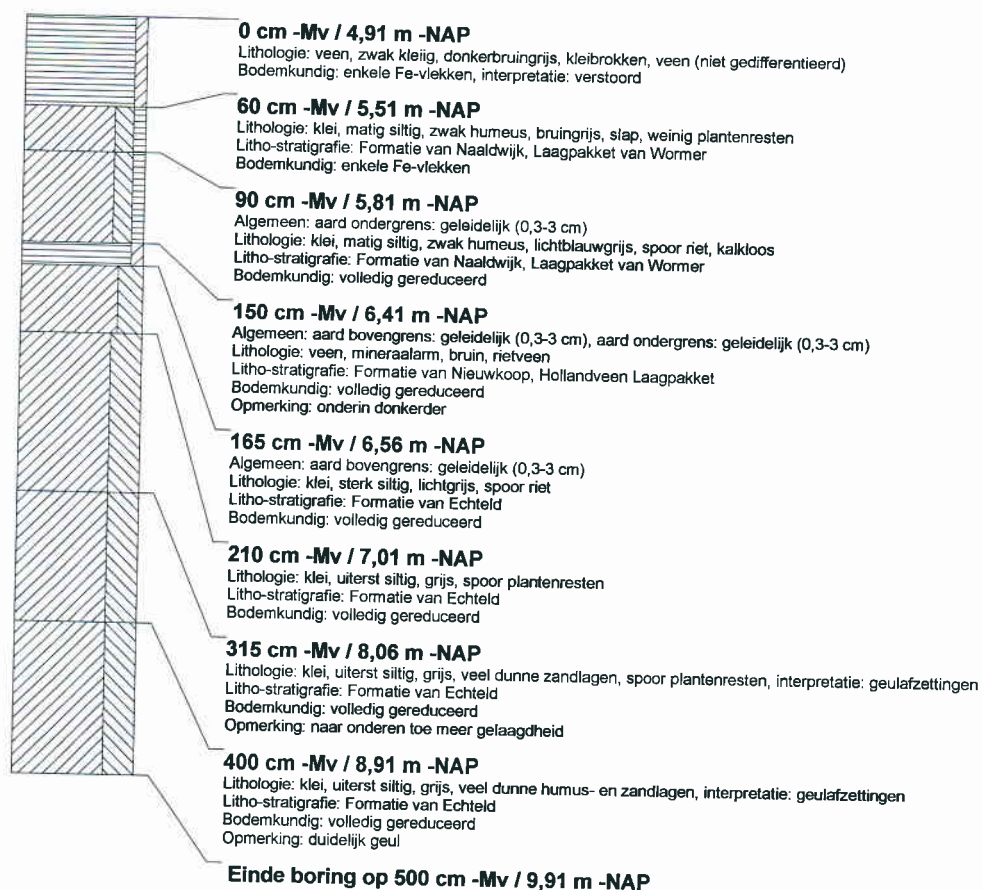 0 cm -Mv / 4,91 m -NAP
Lithologie: veen, zwak kleiig, donkerbruingrijs, kleibrokken, veen (niet gedifferentieerd)
Bodemkundig: enkele Fe-vlekken, interpretatie: verstoord
60 cm -Mv / 5,51 m -NAP
Lithologie: klei, matig siltig, zwak humeus, bruingrijs, slap, weinig plantenresten
Litho-stratigrafie: Formatie van Naaldwijk, Laagpakket van Wormer
Bodemkundig: enkele Fe-vlekken
90 cm -Mv / 5,81 m -NAP
Algemeen: aard ondergrens: geleidelijk (0,3-3 cm)
Lithologie: klei, matig siltig, zwak humeus, lichtblauwgrijs, spoor riet, kalkloos
Litho-stratigrafie: Formatie van Naaldwijk, Laagpakket van Wormer
Bodemkundig: volledig gereduceerd
150 cm -Mv / 6,41 m -NAP
Algemeen: aard bovengrens: geleidelijk (0,3-3 cm), aard ondergrens: geleidelijk (0,3-3 cm)
Lithologie: veen, mineraalarm, bruin, rietveen
Litho-stratigrafie: Formatie van Nieuwkoop, Hollandveen Laagpakket
Bodemkundig: volledig gereduceerd
Opmerking: onderin donkerder
165 cm -Mv / 6,56 m -NAP
Algemeen: aard bovengrens: geleidelijk (0,3-3 cm)
Lithologie: klei, sterk siltig, lichtgrijs, spoor riet
Litho-stratigrafie: Formatie van Echteld
Bodemkundig: volledig gereduceerd
210 cm -Mv / 7,01 m -NAP
Lithologie: klei, uiterst siltig, grijs, spoor plantenresten
Litho-stratigrafie: Formatie van Echteld
Bodemkundig: volledig gereduceerd
315 cm -Mv / 8,06 m -NAP
Lithologie: klei, uiterst siltig, grijs, veel dunne zandlagen, spoor plantenresten, interpretatie: geulafzettingen
Litho-stratigrafie: Formatie van Echteld
Bodemkundig: volledig gereduceerd
Opmerking: naar onderen toe meer gelaagdheid
400 cm -Mv / 8,91 m -NAP
Lithologie: klei, uiterst siltig, grijs, veel dunne humus- en zandlagen, interpretatie: geulafzettingen
Litho-stratigrafie: Formatie van Echteld
Bodemkundig: volledig gereduceerd
Opmerking: duidelijk geul
Einde boring op 500 cm -Mv / 9,91 m -NAP